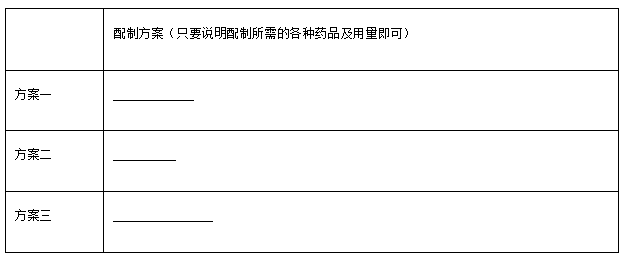 配制方案（只要说明配制所需的各种药品及用量即可）
方案一
方案二
方案三